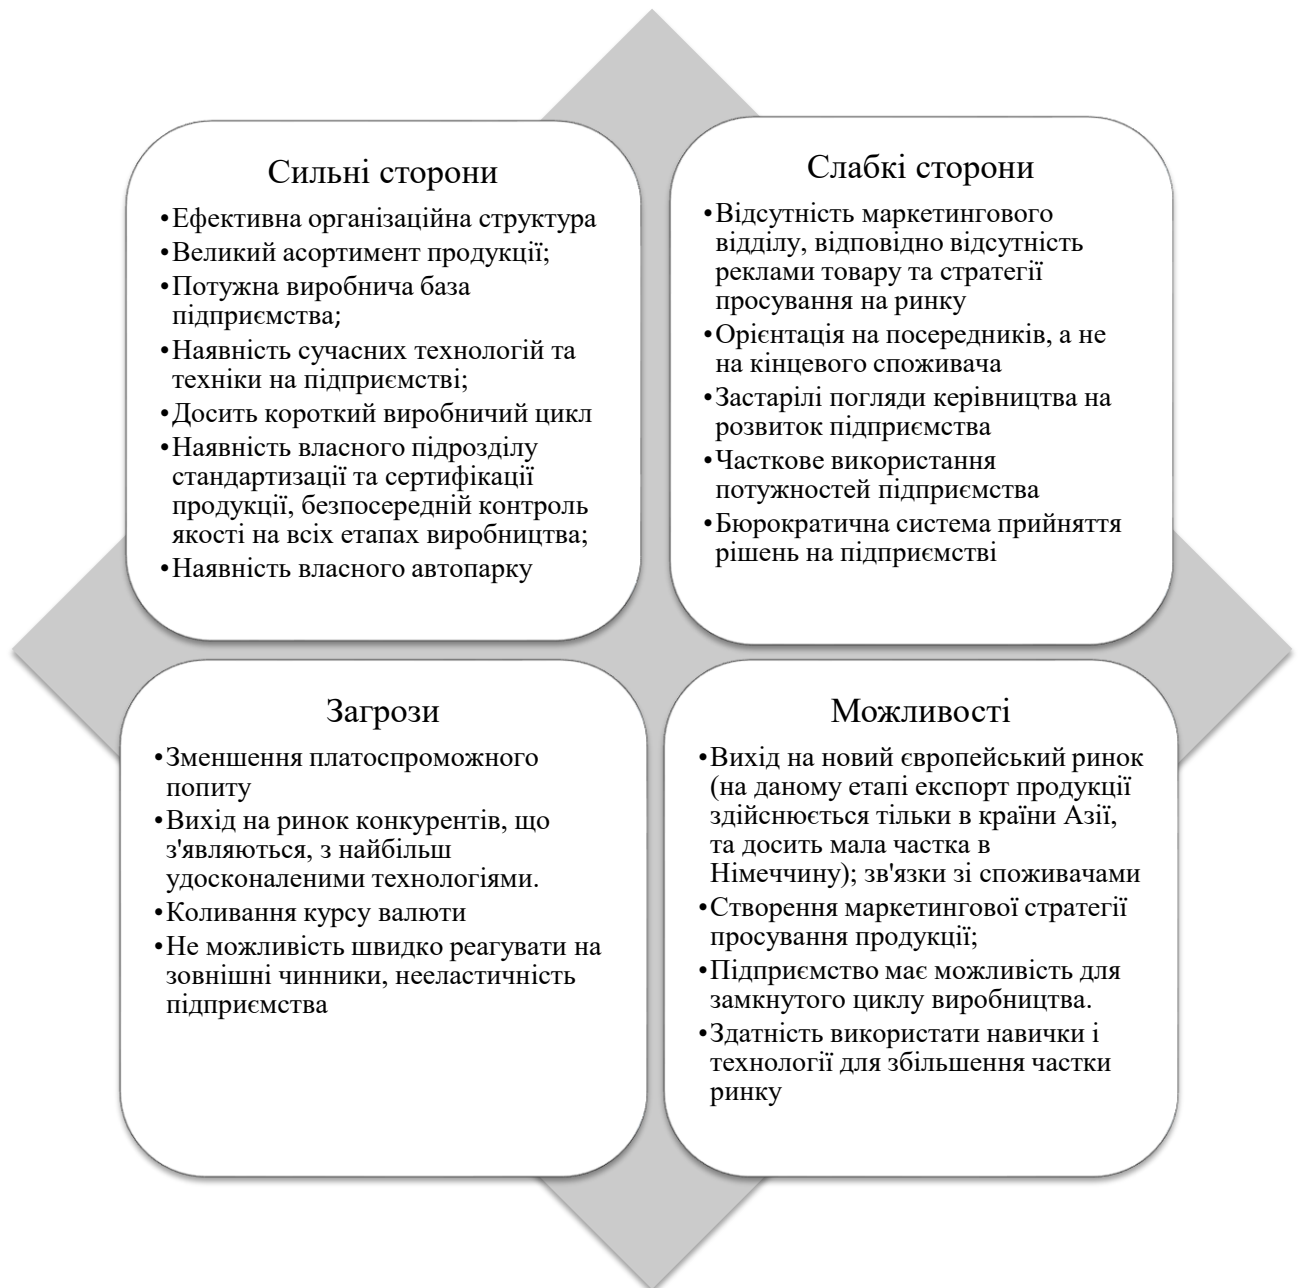 Сильні сторони
•Ефективна організаційна структура
•Великий асортимент продукції;
•Потужна виробнича база
підприємства;
•Наявність сучасних технологій та
техніки на підприємстві;
•Досить короткий виробничий цикл
•Наявність власного підрозділу
стандартизації та сертифікації
продукції, безпосередній контроль
якості на всіх етапах виробництва;
•Наявність власного автопарку
Слабкі сторони
•Відсутність маркетингового
відділу, відповідно відсутність
реклами товару та стратегії
просування на ринку
•Орієнтація на посередників, а не
на кінцевого споживача
•Застарілі погляди керівництва на
розвиток підприємства
•Часткове використання
потужностей підприємства
•Бюрократична система прийняття
рішень на підприємстві
Загрози
•Зменшення платоспроможного
попиту
•Вихід на ринок конкурентів, що
з'являються, з найбільш
удосконаленими технологіями.
•Коливання курсу валюти
•Не можливість швидко реагувати на
зовнішні чинники, нееластичність
підприємства
Можливості
•Вихід на новий європейський ринок
(на даному етапі експорт продукції
здійснюється тільки в країни Азії,
та досить мала частка в
Німеччину); зв'язки зі споживачами
•Створення маркетингової стратегії
просування продукції;
•Підприємство має можливість для
замкнутого циклу виробництва.
•Здатність використати навички і
технології для збільшення частки
ринку